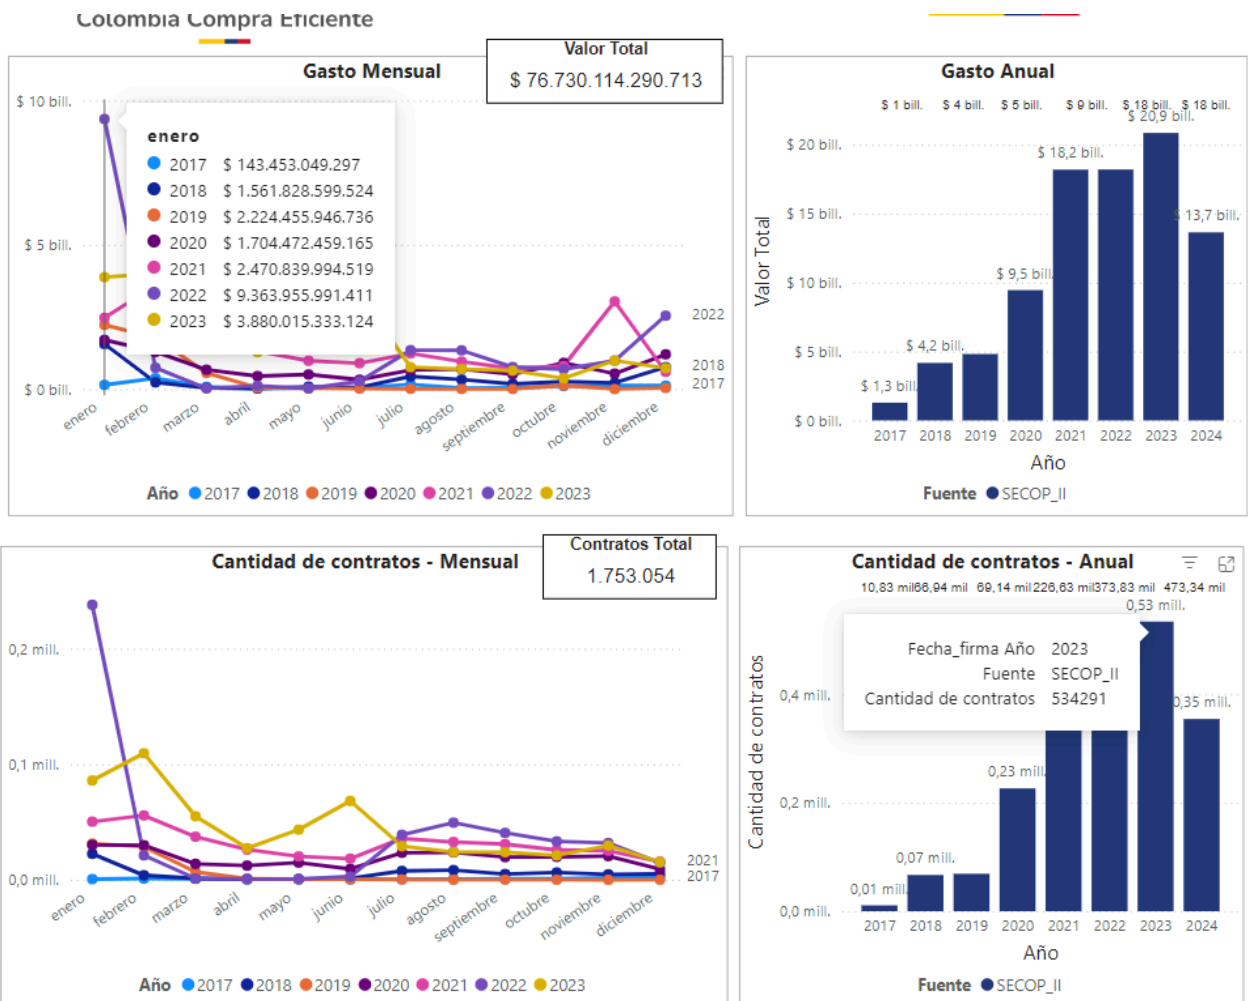 Colombia Compra Eficiente
Gasto Mensual
Valor Total
$ 76.730.114.290.713
$ 10 bill.
$ 5 bill.
$ 0 bill.
enero
2017 $ 143.453.049.297
2018 $ 1.561.828.599.524
2019 $ 2.224.455.946.736
2020 $ 1.704.472.459.165
2021 $ 2.470.839.994.519
2022 $ 9.363.955.991.411
2023 $ 3.880.015.333.124
2022
2018
2017
enero febrero marzo abril mayo junio julio agosto septiembre octubre noviembre diciembre
Año 2017 2018 2019 2020 2021 2022 2023
Gasto Anual
$ 1 bill. $ 4 bill. $ 5 bill. $ 9 bill. $ 18 bill. $ 18 bill.
$ 20,9 bill.
$ 20 bill.
$ 18,2 bill.
$ 15 bill.
$ 13,7 bill.
$ 10 bill.
$ 9,5 bill.
$ 5 bill.
$ 4,2 bill.
$ 1,3 bill.
$ 0 bill.
Valor Total
2017 2018 2019 2020 2021 2022 2023 2024
Año
Fuente SECOP_II
Cantidad de contratos - Mensual
Contratos Total
1.753.054
0,2 mill.
0,1 mill.
0,0 mill.
2021
2017
enero febrero marzo abril mayo junio julio agosto septiembre octubre noviembre diciembre
Año 2017 2018 2019 2020 2021 2022 2023
Cantidad de contratos - Anual
10,83 mil 66,94 mil 69,14 mil 226,63 mil 373,83 mil 473,34 mil
0,53 mill.
Fecha_firma Año 2023
Fuente SECOP_II
Cantidad de contratos 534291
0,4 mill.
0,35 mill.
0,23 mill.
0,2 mill.
0,07 mill.
0,01 mill.
0,0 mill.
Cantidad de contratos
2017 2018 2019 2020 2021 2022 2023 2024
Año
Fuente SECOP_II